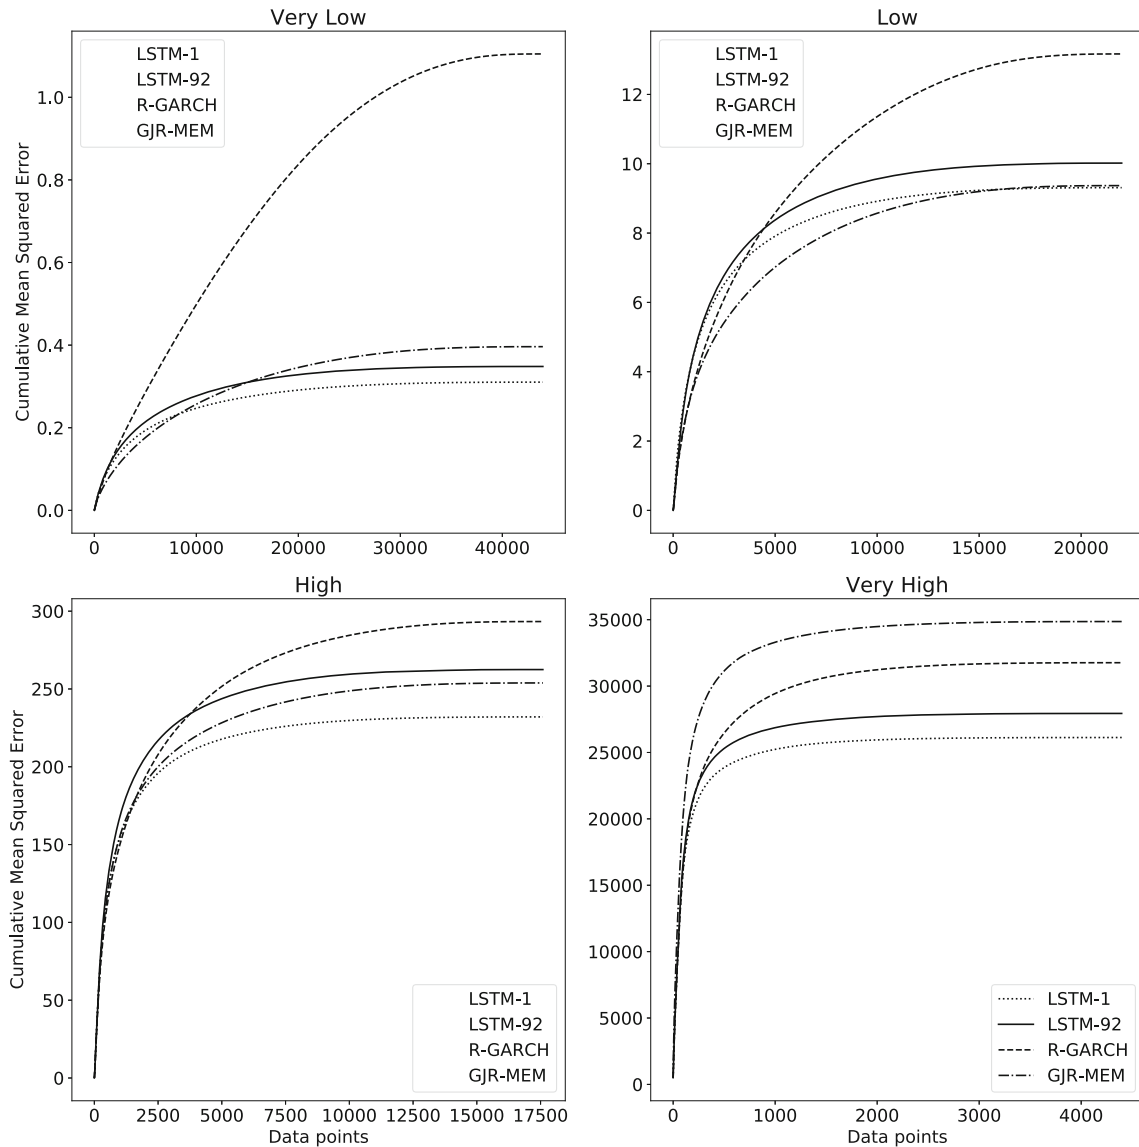 Very Low
Cumulative Mean Squared Error
1.0
0.8
0.6
0.4
0.2
0.0
LSTM-1
LSTM-92
R-GARCH
GJR-MEM
0 10000 20000 30000 40000
Low
12
10
8
6
4
2
0
LSTM-1
LSTM-92
R-GARCH
GJR-MEM
0 5000 10000 15000 20000
High
Cumulative Mean Squared Error
300
250
200
150
100
50
0
LSTM-1
LSTM-92
R-GARCH
GJR-MEM
0 2500 5000 7500 10000 12500 15000 17500
Data points
Very High
35000
30000
25000
20000
15000
10000
5000
0
LSTM-1
LSTM-92
R-GARCH
GJR-MEM
0 1000 2000 3000 4000
Data points